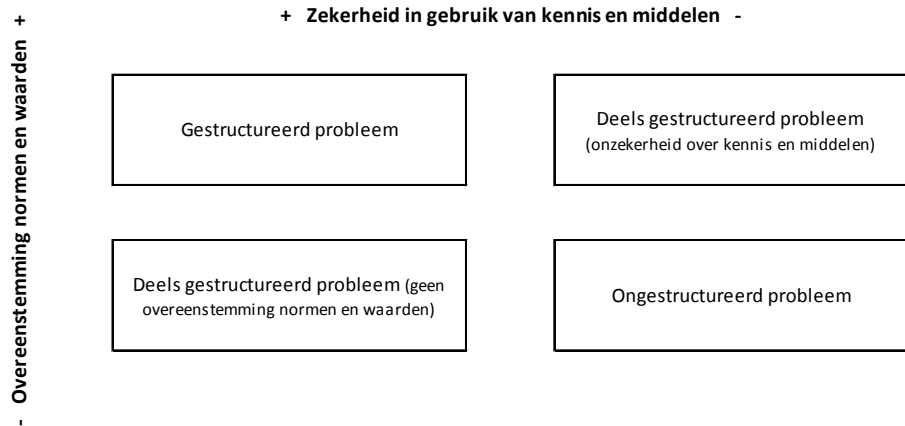 + Zekerheid in gebruik van kennis en middelen -
- Overeenstemming normen en waarden +
Gestructureerd probleem
Deels gestructureerd probleem
(onzekerheid over kennis en middelen)
Deels gestructureerd probleem (geen
overeenstemming normen en waarden)
Ongestructureerd probleem